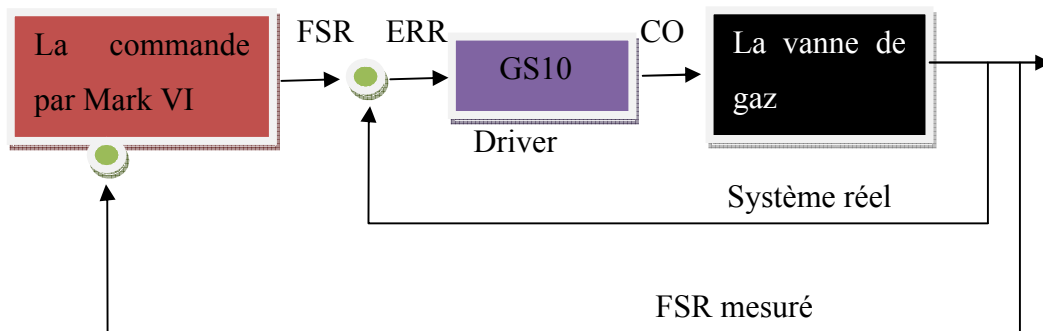 La commande
par Mark VI
FSR
ERR
GS10
Driver
CO
La vanne de
gaz
Système réel
FSR mesuré